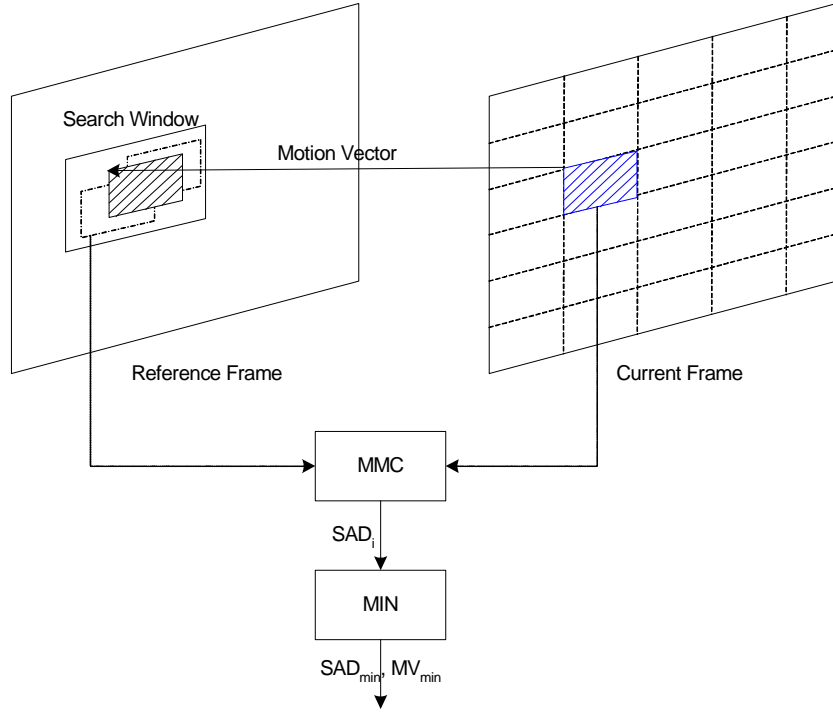 Search Window
Motion Vector
Reference Frame
Current Frame
MMC
SADi
MIN
SADmin, MVmin